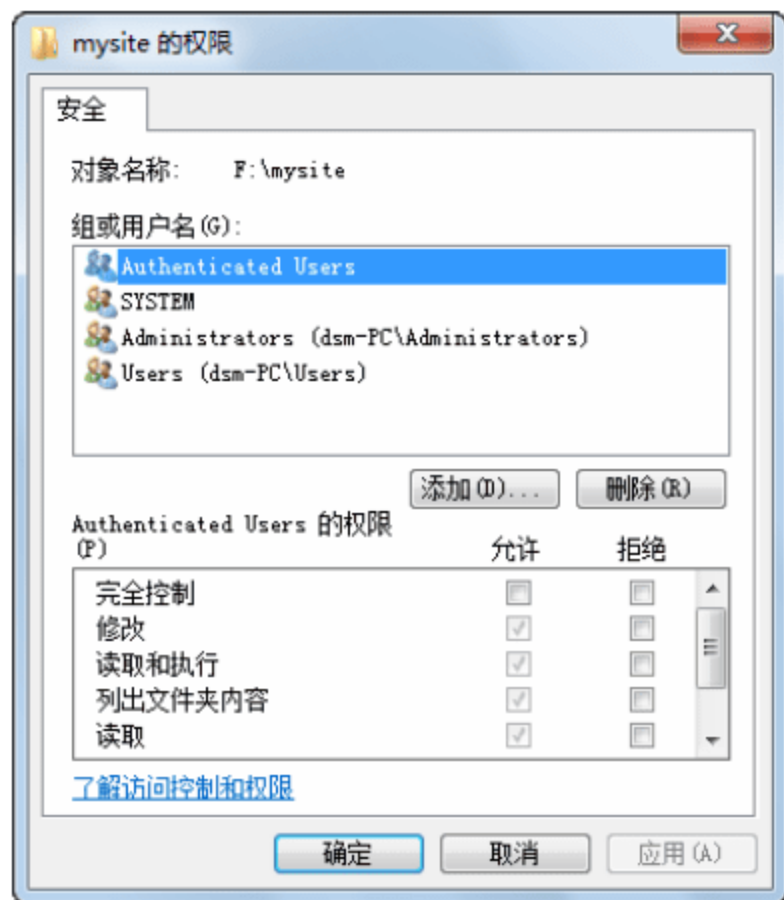 mysite 的权限
安全
对象名称: F:\mysite
组或用户名(G):
Authenticated Users
SYSTEM
Administrators (dsm-PC\Administrators)
Users (dsm-PC\Users)
添加(D)... 删除(R)
Authenticated Users 的权限
(P) 允许 拒绝
完全控制
修改
读取和执行
列出文件夹内容
读取
了解访问控制和权限
确定 取消 应用(A)